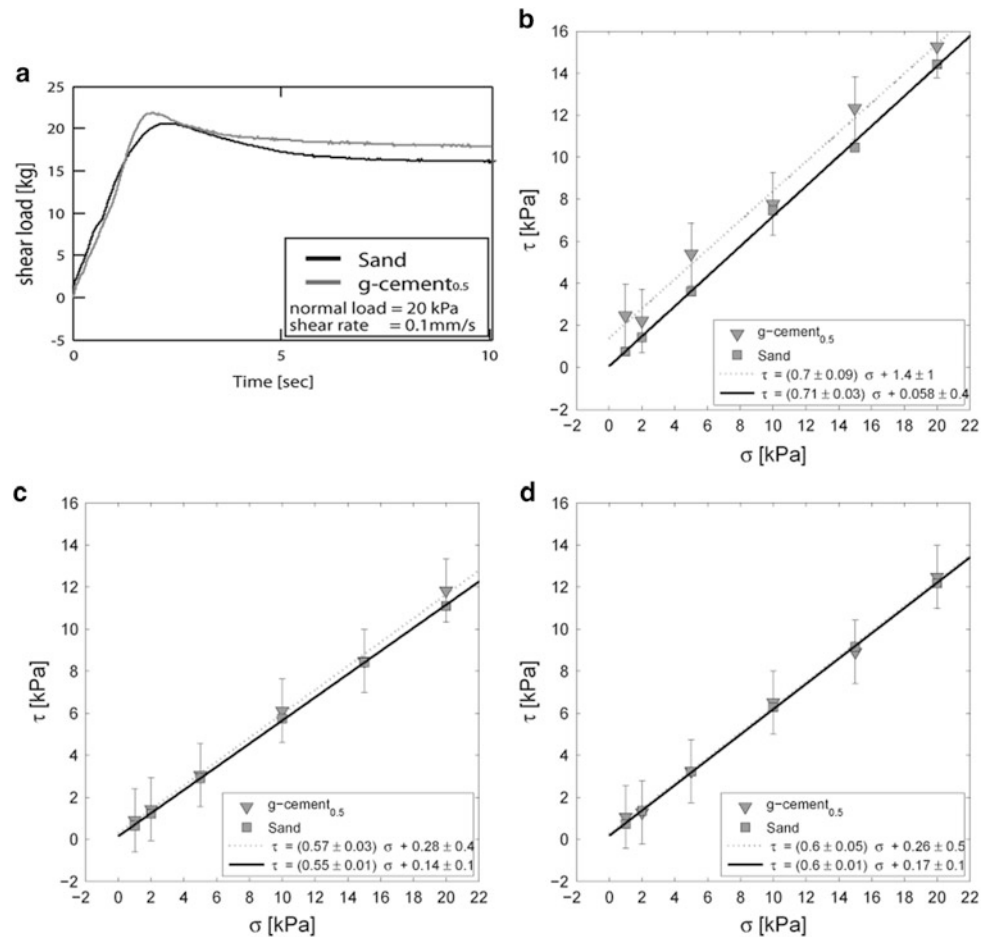 a
25
20
15
10
5
0
-5
shear load [kg]
Sand
g-cement0.5
normal load = 20 kPa
shear rate = 0.1mm/s
0 5 10
Time [sec]
b
16
14
12
10
8
6
4
2
0
−2
τ [kPa]
g-cement0.5
Sand
τ = (0.7 ± 0.09) σ + 1.4 ± 1
τ = (0.71 ± 0.03) σ + 0.058 ± 0.4
−2 0 2 4 6 8 10 12 14 16 18 20 22
σ [kPa]
c
16
14
12
10
8
6
4
2
0
−2
τ [kPa]
g-cement0.5
Sand
τ = (0.57 ± 0.03) σ + 0.28 ± 0.4
τ = (0.55 ± 0.01) σ + 0.14 ± 0.1
−2 0 2 4 6 8 10 12 14 16 18 20 22
σ [kPa]
d
16
14
12
10
8
6
4
2
0
−2
τ [kPa]
g-cement0.5
Sand
τ = (0.6 ± 0.05) σ + 0.26 ± 0.5
τ = (0.6 ± 0.01) σ + 0.17 ± 0.1
−2 0 2 4 6 8 10 12 14 16 18 20 22
σ [kPa]